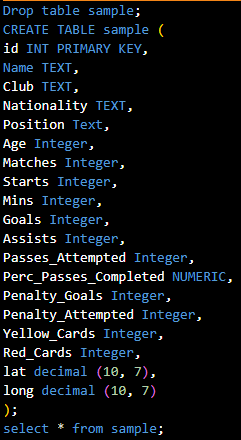 Drop table sample;
CREATE TABLE sample (
id INT PRIMARY KEY,
Name TEXT,
Club TEXT,
Nationality TEXT,
Position Text,
Age Integer,
Matches Integer,
Starts Integer,
Mins Integer,
Goals Integer,
Assists Integer,
Passes_Attempted Integer,
Perc_Passes_Completed NUMERIC,
Penalty_Goals Integer,
Penalty_Attempted Integer,
Yellow_Cards Integer,
Red_Cards Integer,
lat decimal (10, 7),
long decimal (10, 7)
);
select * from sample;